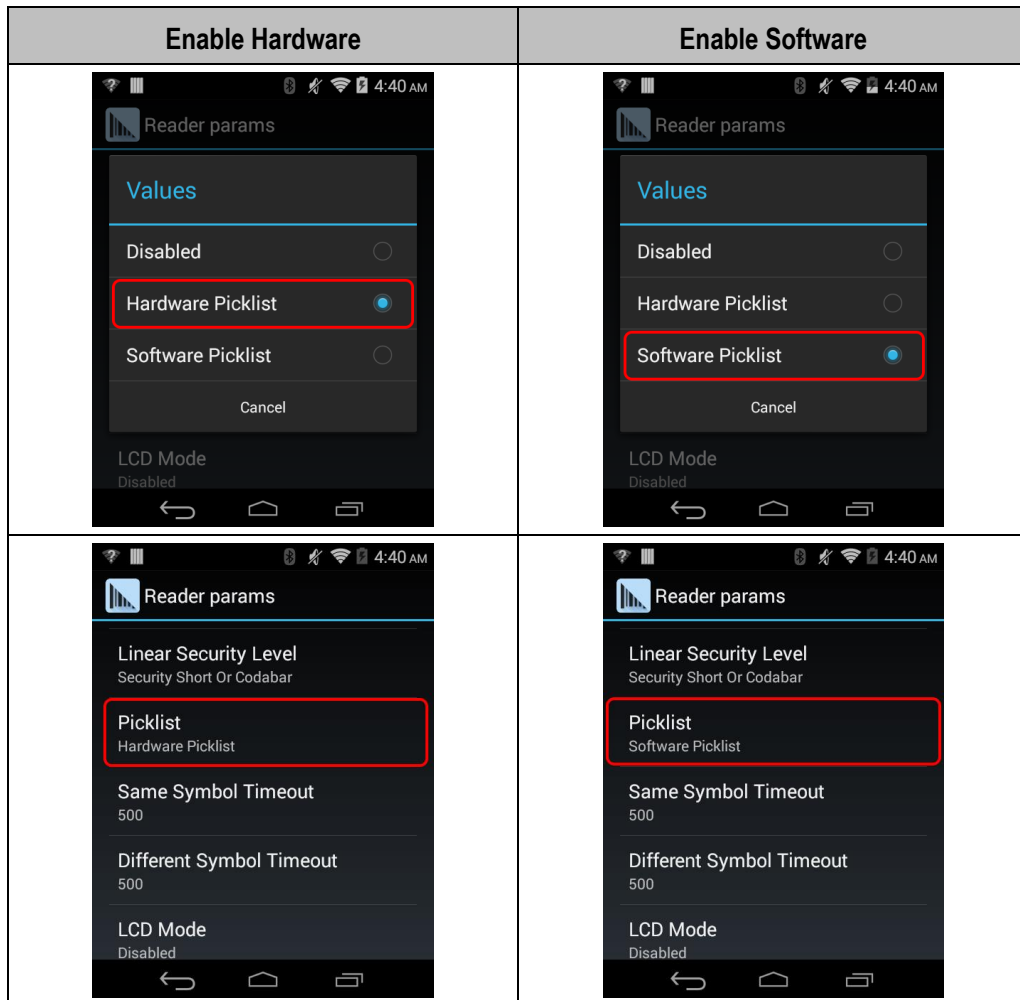 Enable Hardware
Enable Software
4:40 AM
Reader params
Values
Disabled
Hardware Picklist
Software Picklist
Cancel
LCD Mode
Disabled
4:40 AM
Reader params
Values
Disabled
Hardware Picklist
Software Picklist
Cancel
LCD Mode
Disabled
4:40 AM
Reader params
Linear Security Level
Security Short Or Codabar
Picklist
Hardware Picklist
Same Symbol Timeout
500
Different Symbol Timeout
500
LCD Mode
Disabled
4:40 AM
Reader params
Linear Security Level
Security Short Or Codabar
Picklist
Software Picklist
Same Symbol Timeout
500
Different Symbol Timeout
500
LCD Mode
Disabled